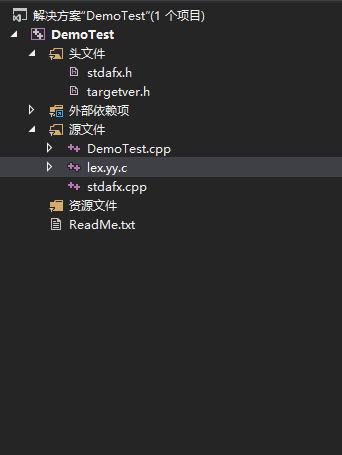 解决方案“DemoTest”(1 个项目)
DemoTest
头文件
stdafx.h
targetver.h
外部依赖项
源文件
DemoTest.cpp
lex.yy.c
stdafx.cpp
资源文件
ReadMe.txt